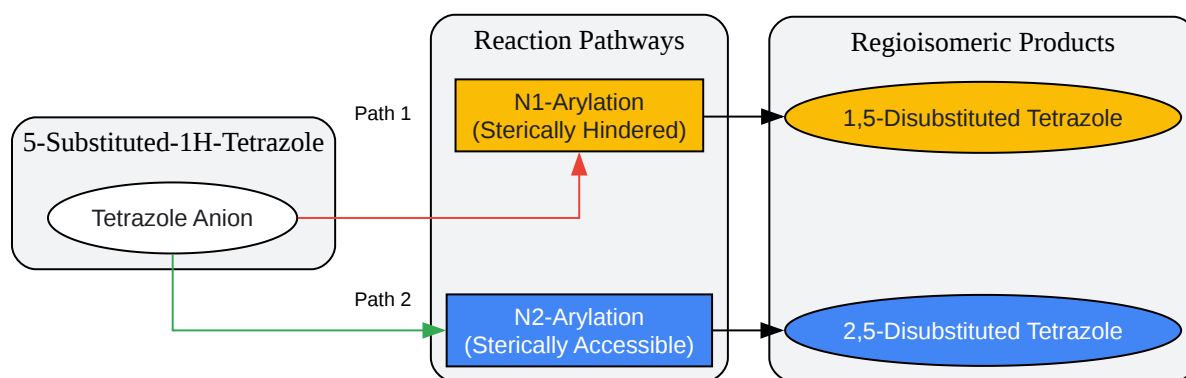 Reaction Pathways
Regioisomeric Products
Path 1
N1-Arylation
(Sterically Hindered)
1,5-Disubstituted Tetrazole
5-Substituted-1H-Tetrazole
Tetrazole Anion
Path 2
N2-Arylation
(Sterically Accessible)
2,5-Disubstituted Tetrazole